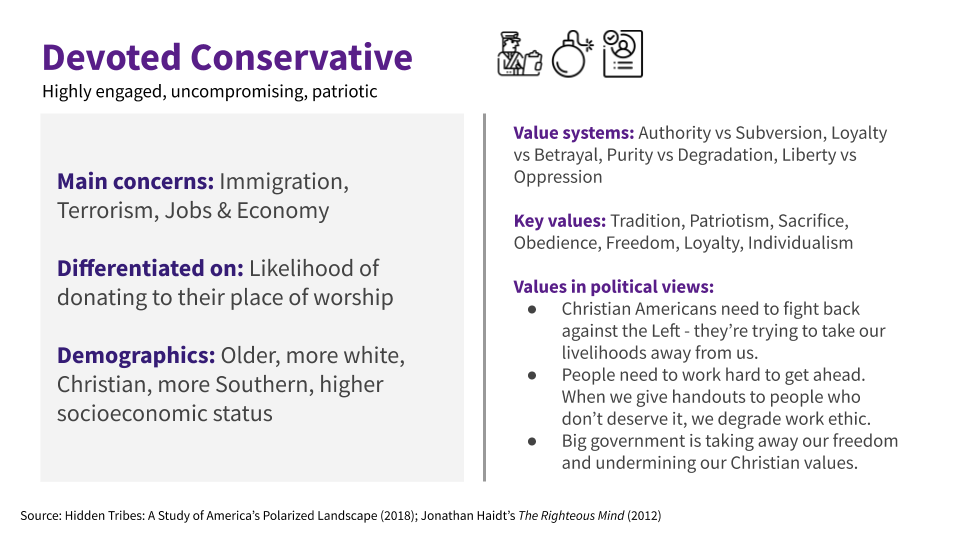 Devoted Conservative
Highly engaged, uncompromising, patriotic
Main concerns: Immigration,
Terrorism, Jobs & Economy
Differentiated on: Likelihood of
donating to their place of worship
Demographics: Older, more white,
Christian, more Southern, higher
socioeconomic status
Value systems: Authority vs Subversion, Loyalty
vs Betrayal, Purity vs Degradation, Liberty vs
Oppression
Key values: Tradition, Patriotism, Sacrifice,
Obedience, Freedom, Loyalty, Individualism
Values in political views:
● Christian Americans need to fight back
against the Left - they’re trying to take our
livelihoods away from us.
● People need to work hard to get ahead.
When we give handouts to people who
don’t deserve it, we degrade work ethic.
● Big government is taking away our freedom
and undermining our Christian values.
Source: Hidden Tribes: A Study of America’s Polarized Landscape (2018); Jonathan Haidt’s The Righteous Mind (2012)